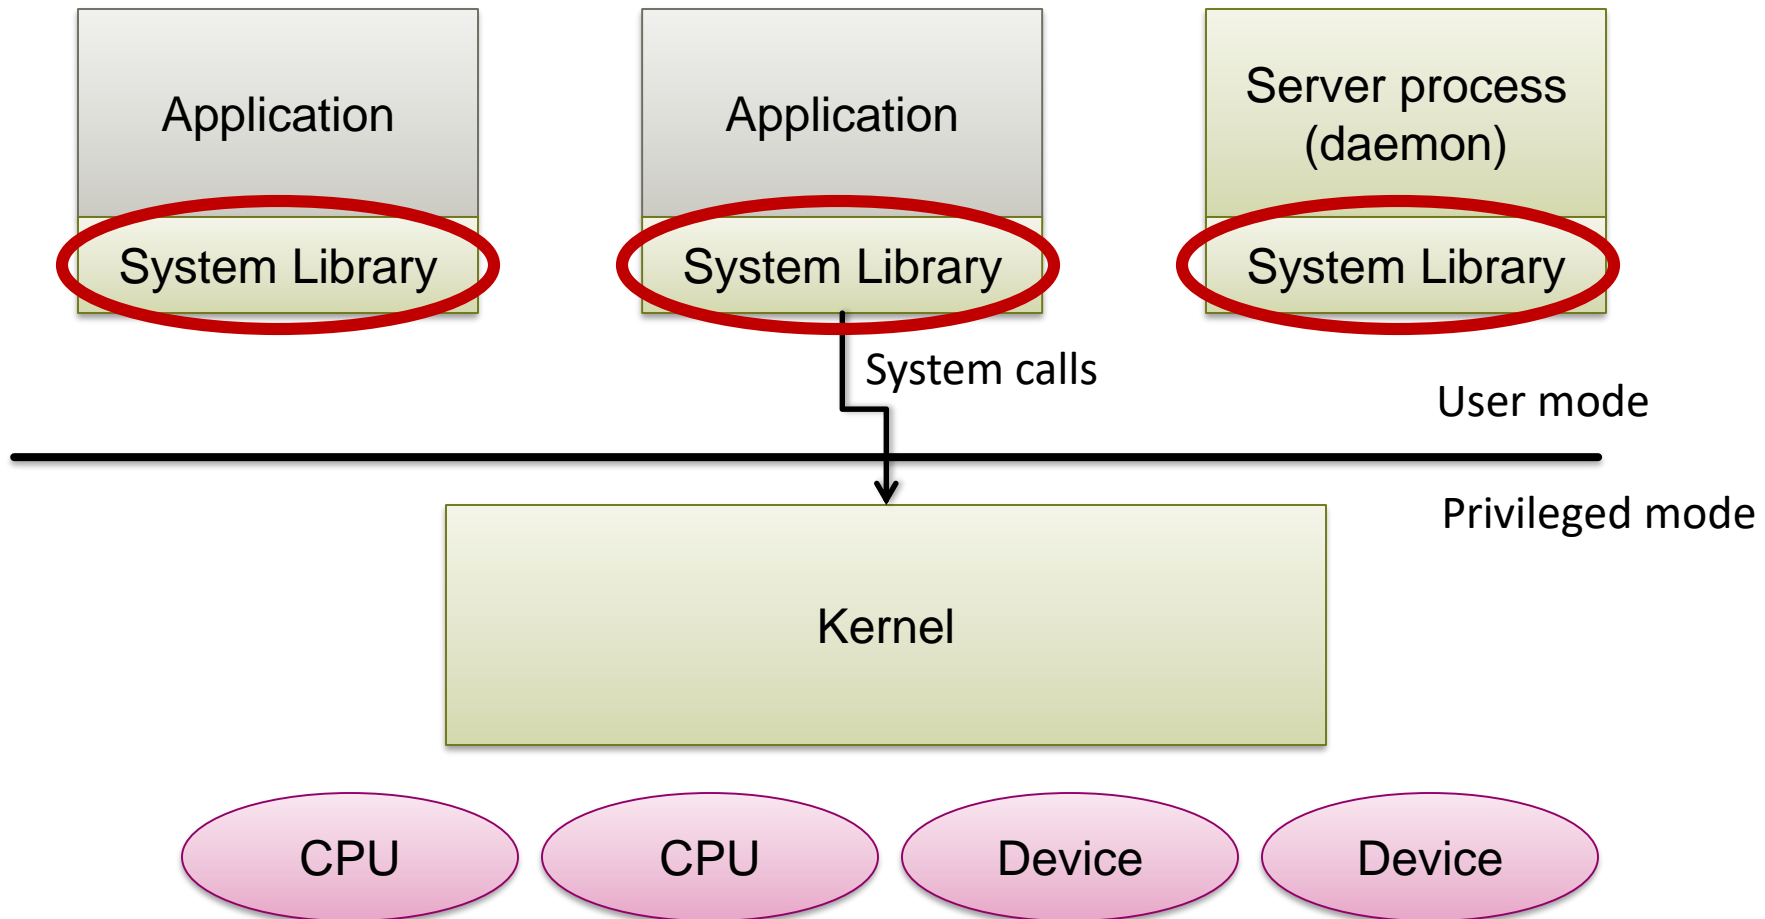 Application
Application
Server process
(daemon)
System Library
System Library
System Library
System calls
User mode
Privileged mode
Kernel
CPU
CPU
Device
Device